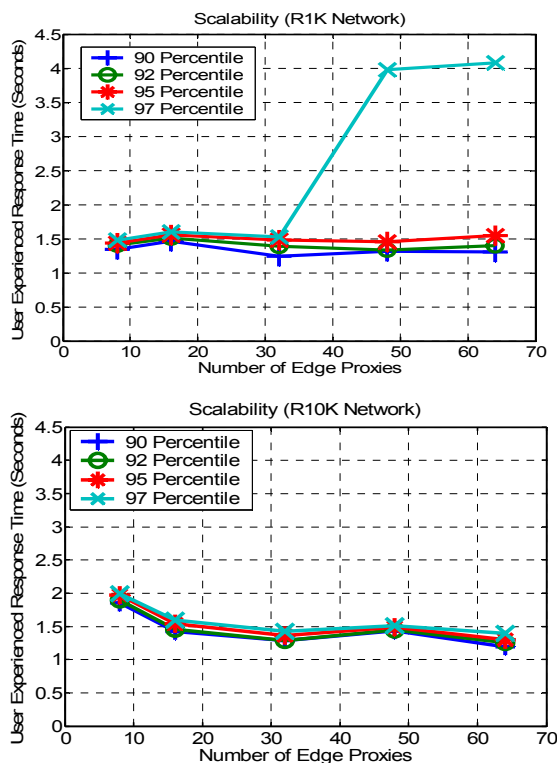 Scalability (R1K Network)
4.5
4
3.5
3
2.5
2
1.5
1
0.5
0
User Experienced Response Time (Seconds)
90 Percentile
92 Percentile
95 Percentile
97 Percentile
0 10 20 30 40 50 60 70
Number of Edge Proxies
Scalability (R10K Network)
4.5
4
3.5
3
2.5
2
1.5
1
0.5
0
User Experienced Response Time (Seconds)
90 Percentile
92 Percentile
95 Percentile
97 Percentile
0 10 20 30 40 50 60 70
Number of Edge Proxies